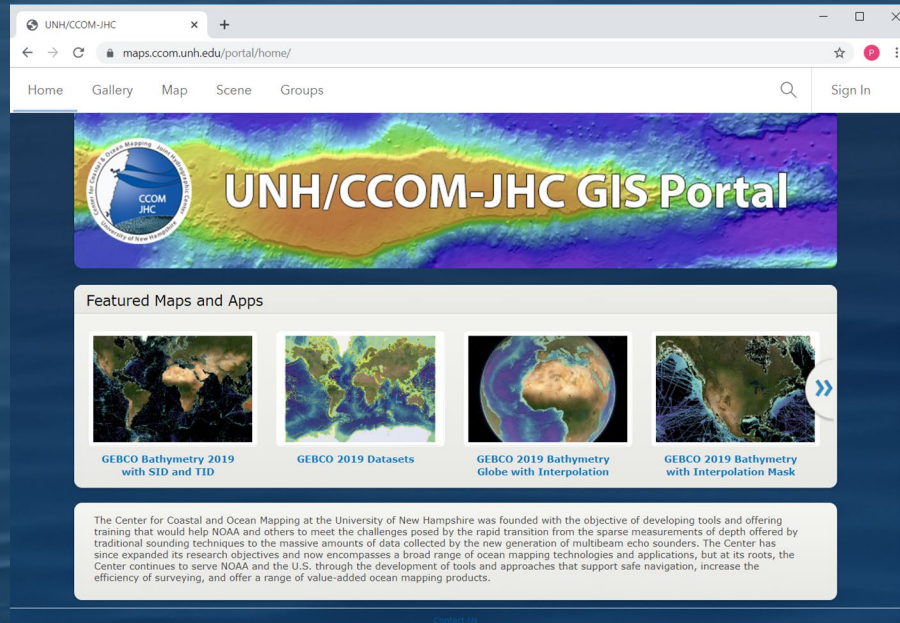 UNH/CCOM-JHC
maps.ccom.unh.edu/portal/home/
P
Home Gallery Map Scene Groups Sign In
Center for Coastal & Ocean Mapping Joint Hydrographic Center
CCOM
JHC
University of New Hampshire
UNH/CCOM-JHC GIS Portal
Featured Maps and Apps
GEBCO Bathymetry 2019
with SID and TID
GEBCO 2019 Datasets
GEBCO 2019 Bathymetry
Globe with Interpolation
GEBCO 2019 Bathymetry
with Interpolation Mask
The Center for Coastal and Ocean Mapping at the University of New Hampshire was founded with the objective of developing tools and offering
training that would help NOAA and others to meet the challenges posed by the rapid transition from the sparse measurements of depth offered by
traditional sounding techniques to the massive amounts of data collected by the new generation of multibeam echo sounders. The Center has
since expanded its research objectives and now encompasses a broad range of ocean mapping technologies and applications, but at its roots, the
Center continues to serve NOAA and the U.S. through the development of tools and approaches that support safe navigation, increase the
efficiency of surveying, and offer a range of value-added ocean mapping products.
Contact Us